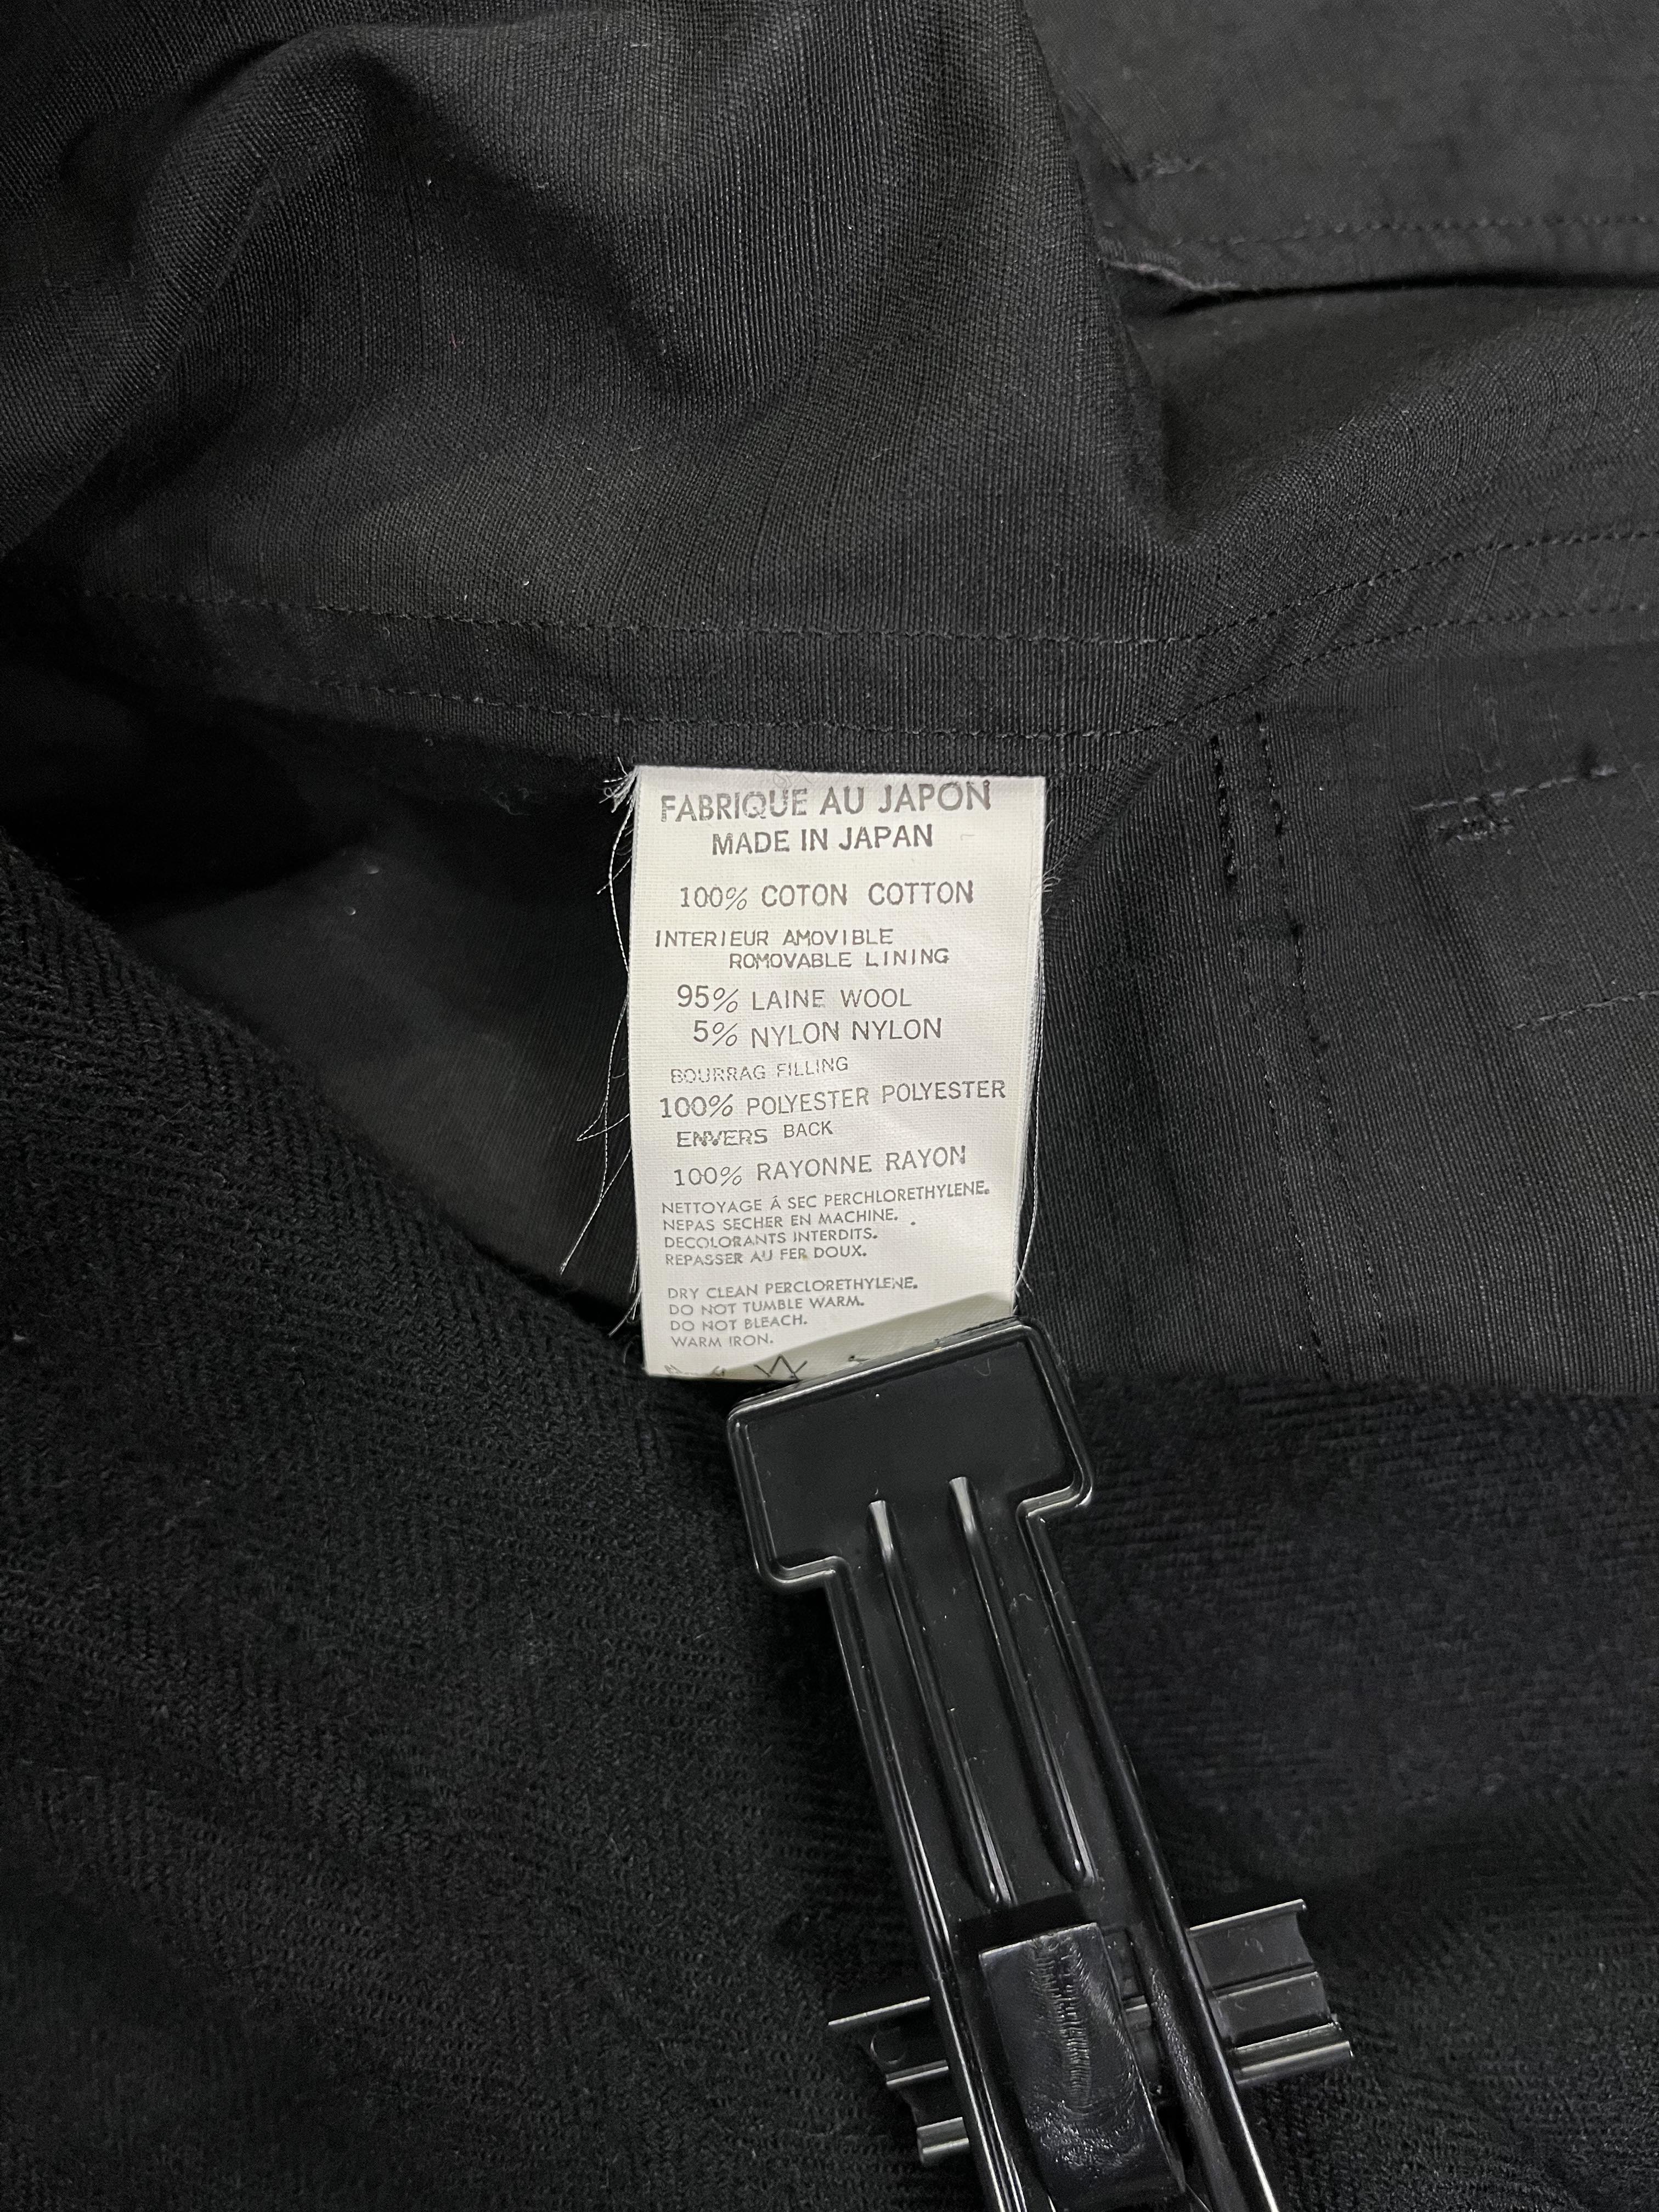 FABRIQUE AU JAPON
MADE IN JAPAN
100% COTON COTTON
INTERIEUR AMOVIBLE
ROMOVABLE LINING
95% LAINE WOOL
5% NYLON NYLON
BOURRAG FILLING
100% POLYESTER POLYESTER
ENVERS BACK
100% RAYONNE RAYON
NETTOYAGE Á SEC PERCHLORETHYLENE.
NEPAS SECHER EN MACHINE.
DECOLORANTS INTERDITS.
REPASSER AU FER DOUX.
DRY CLEAN PERCLORETHYLENE.
DO NOT TUMBLE WARM.
DO NOT BLEACH.
WARM IRON.